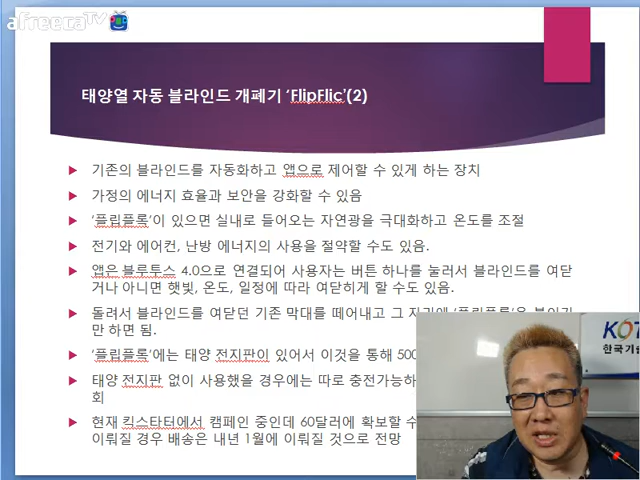 afreecaTV
태양열 자동 블라인드 개폐기 ‘FlipFlic’(2)
기존의 블라인드를 자동화하고 앱으로 제어할 수 있게 하는 장치
가정의 에너지 효율과 보안을 강화할 수 있음
‘플립플록’이 있으면 실내로 들어오는 자연광을 극대화하고 온도를 조절
전기와 에어컨, 난방 에너지의 사용을 절약할 수도 있음.
앱은 블루투스 4.0으로 연결되어 사용자는 버튼 하나를 눌러서 블라인드를 여닫
거나 아니면 햇빛, 온도, 일정에 따라 여닫히게 할 수도 있음.
돌려서 블라인드를 여닫던 기존 막대를 떼어내고 그
만 하면 됨.
‘플립플록’에는 태양 전지판이 있어서 이것을 통해 500
태양 전지판 없이 사용했을 경우에는 따로 충전가능하
회
현재 킥스타터에서 캠페인 중인데 60달러에 확보할 수
이뤄질 경우 배송은 내년 1월에 이뤄질 것으로 전망
KOT
한국기술